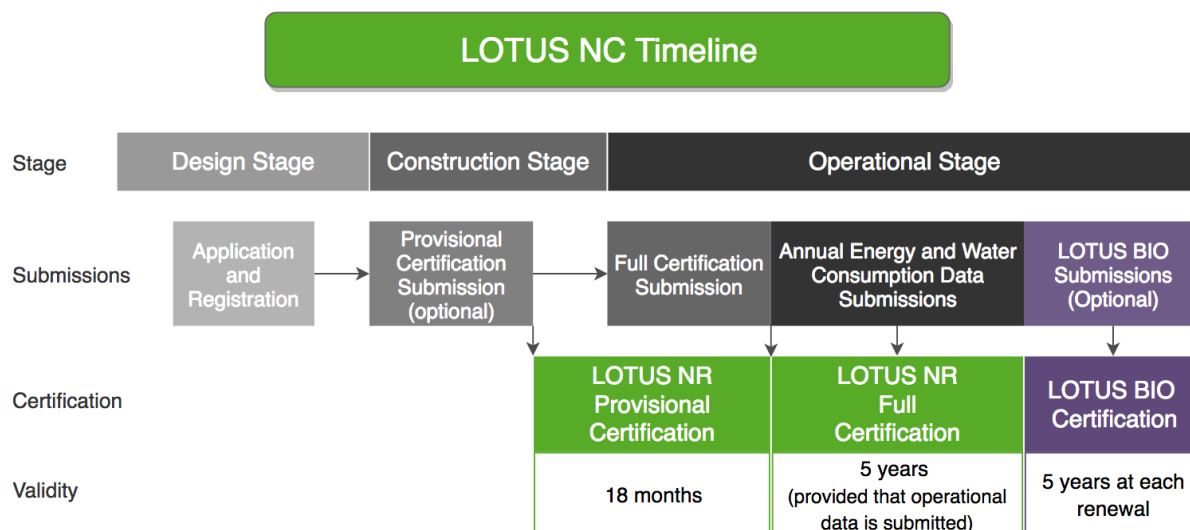 LOTUS NC Timeline
Stage
Design Stage
Construction Stage
Operational Stage
Submissions
Application
and
Registration
Provisional
Certification
Submission
(optional)
Full Certification
Submission
Annual Energy and Water
Consumption Data
Submissions
LOTUS BIO
Submissions
(Optional)
Certification
LOTUS NR
Provisional
Certification
LOTUS NR
Full
Certification
LOTUS BIO
Certification
Validity
18 months
5 years
(provided that operational
data is submitted)
5 years at each
renewal